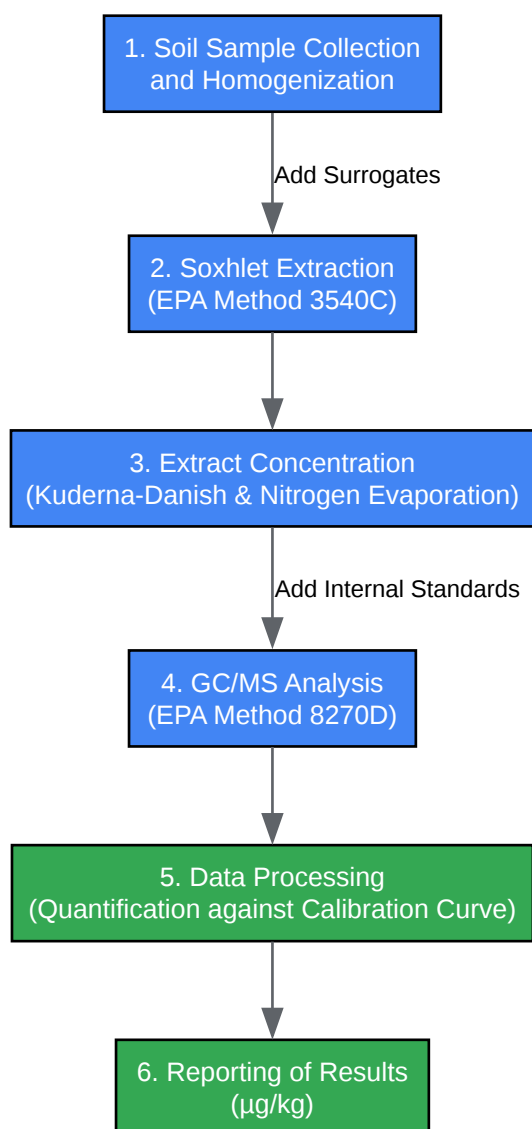 1. Soil Sample Collection
and Homogenization
Add Surrogates
2. Soxhlet Extraction
(EPA Method 3540C)
3. Extract Concentration
(Kuderna-Danish & Nitrogen Evaporation)
Add Internal Standards
4. GC/MS Analysis
(EPA Method 8270D)
5. Data Processing
(Quantification against Calibration Curve)
6. Reporting of Results
(µg/kg)